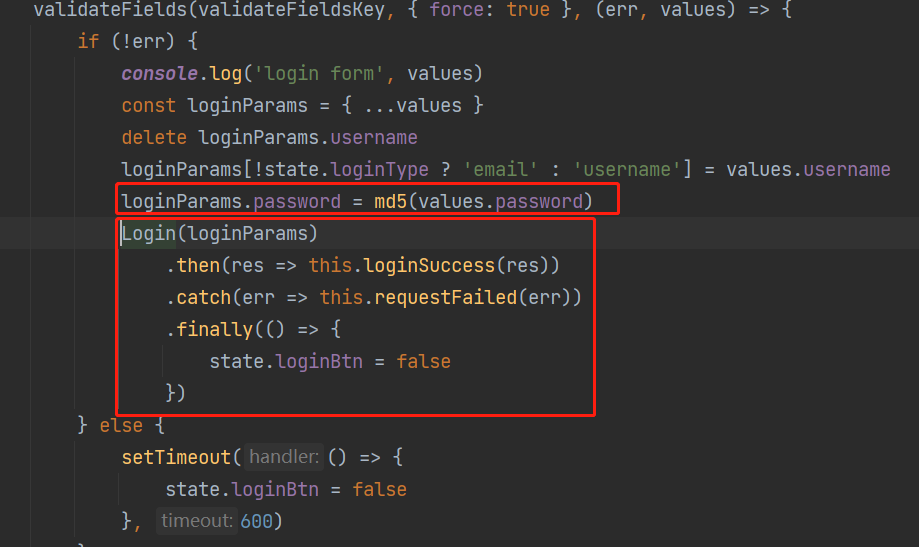 validateFields(validateFieldsKey, { force: true }, (err, values) => {
if (!err) {
console.log('login form', values)
const loginParams = { ...values }
delete loginParams.username
loginParams[!state.loginType ? 'email' : 'username'] = values.username
loginParams.password = md5(values.password)
Login(loginParams)
.then(res => this.loginSuccess(res))
.catch(err => this.requestFailed(err))
.finally(() => {
state.loginBtn = false
})
} else {
setTimeout( handler: () => {
state.loginBtn = false
}, timeout: 600)
}